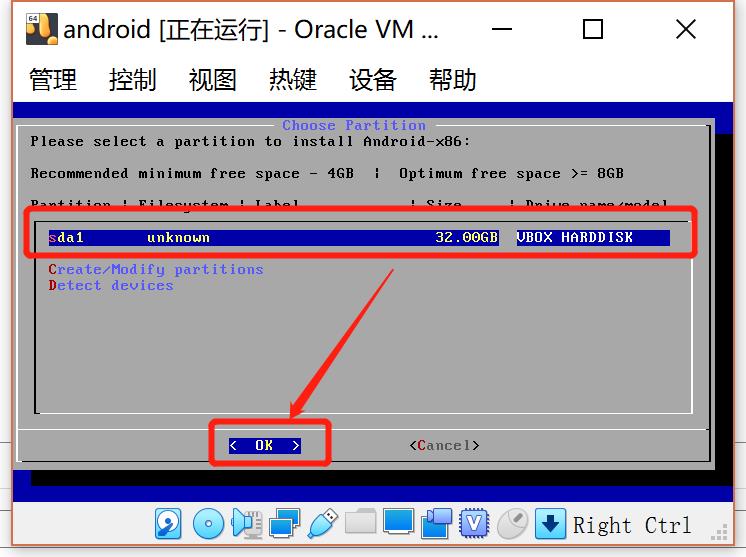 64
android [正在运行] - Oracle VM ...
管理 控制 视图 热键 设备 帮助
Choose Partition
Please select a partition to install Android-x86:
Recommended minimum free space - 4GB ¦ Optimum free space >= 8GB
Partition ¦ Filesystem ¦ Label ¦ Size ¦ Drive name/model
sda1 unknown 32.00GB VBOX HARDDISK
Create/Modify partitions
Detect devices
< OK > <Cancel>
Right Ctrl